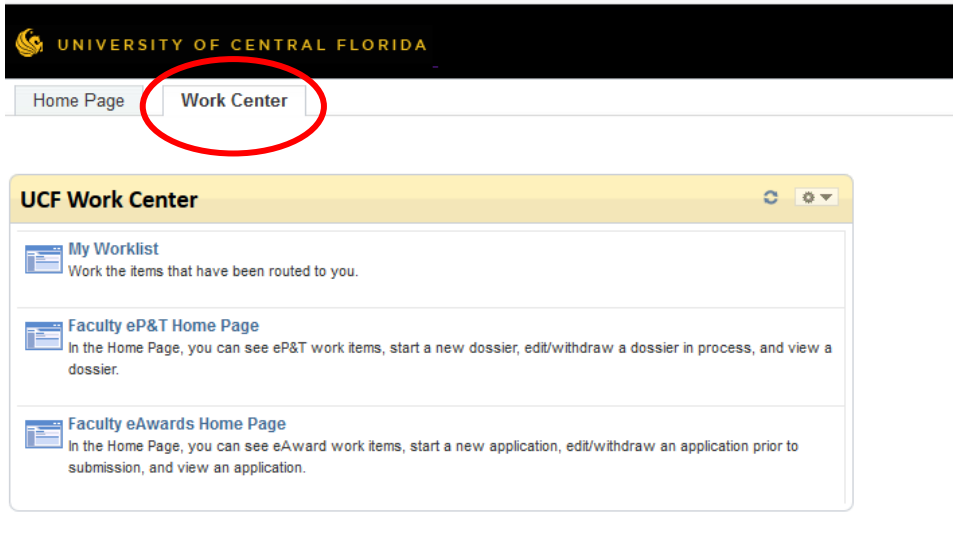 UNIVERSITY OF CENTRAL FLORIDA
Home Page
Work Center
UCF Work Center
My Worklist
Work the items that have been routed to you.
Faculty eP&T Home Page
In the Home Page, you can see eP&T work items, start a new dossier, edit/withdraw a dossier in process, and view a
dossier.
Faculty eAwards Home Page
In the Home Page, you can see eAward work items, start a new application, edit/withdraw an application prior to
submission, and view an application.